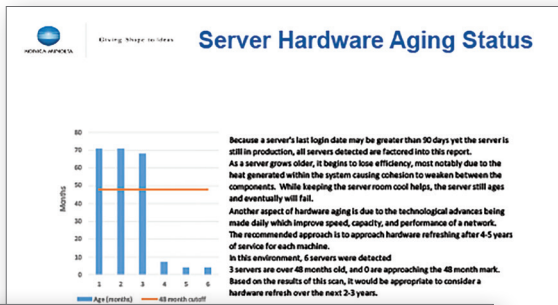 KONICA MINOLTA
Giving Shape to Ideas
Server Hardware Aging Status
80
70
60
50
40
30
20
10
0
Months
1 2 3 4 5 6
Age (months) 48 month cutoff
Because a server's last login date may be greater than 90 days yet the server is
still in production, all servers detected are factored into this report.
As a server grows older, it begins to lose efficiency, most notably due to the
heat generated within the system causing cohesion to weaken between the
components. While keeping the server room cool helps, the server still ages
and eventually will fail.
Another aspect of hardware aging is due to the technological advances being
made daily which improve speed, capacity, and performance of a network.
The recommended approach is to approach hardware refreshing after 4-5 years
of service for each machine.
In this environment, 6 servers were detected
3 servers are over 48 months old, and 0 are approaching the 48 month mark.
Based on the results of this scan, it would be appropriate to consider a
hardware refresh over the next 2-3 years.